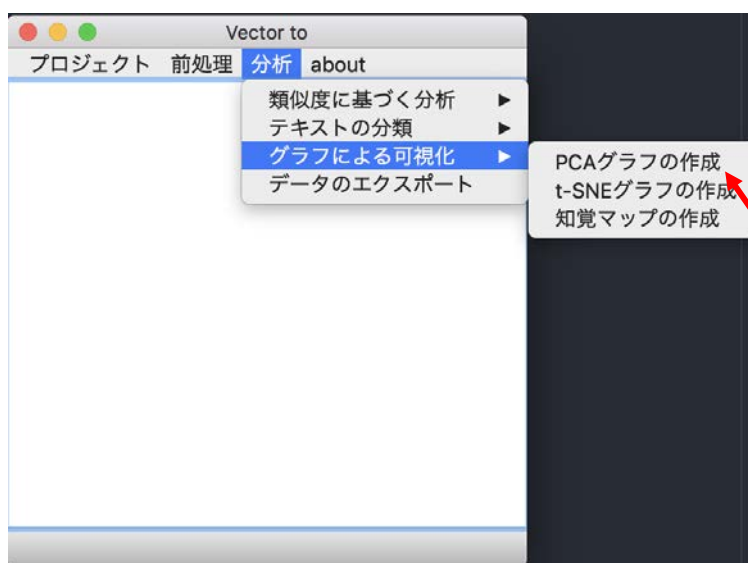 Vector to
プロジェクト 前処理 分析 about
類似度に基づく分析
テキストの分類
グラフによる可視化
データのエクスポート
PCAグラフの作成
t-SNEグラフの作成
知覚マップの作成